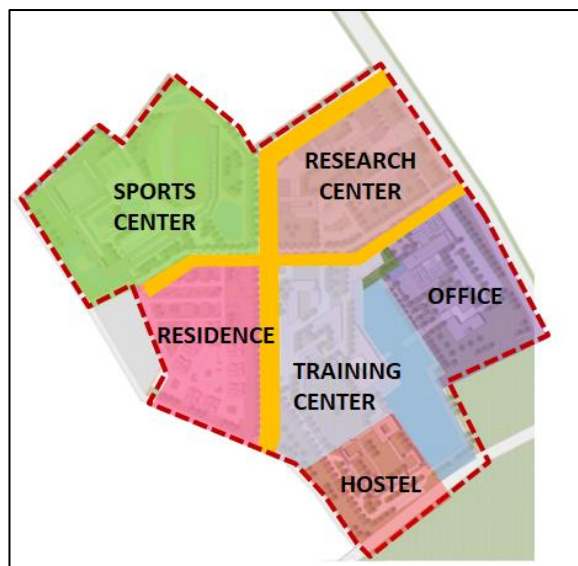 SPORTS
CENTER
RESEARCH
CENTER
OFFICE
RESIDENCE
TRAINING
CENTER
HOSTEL